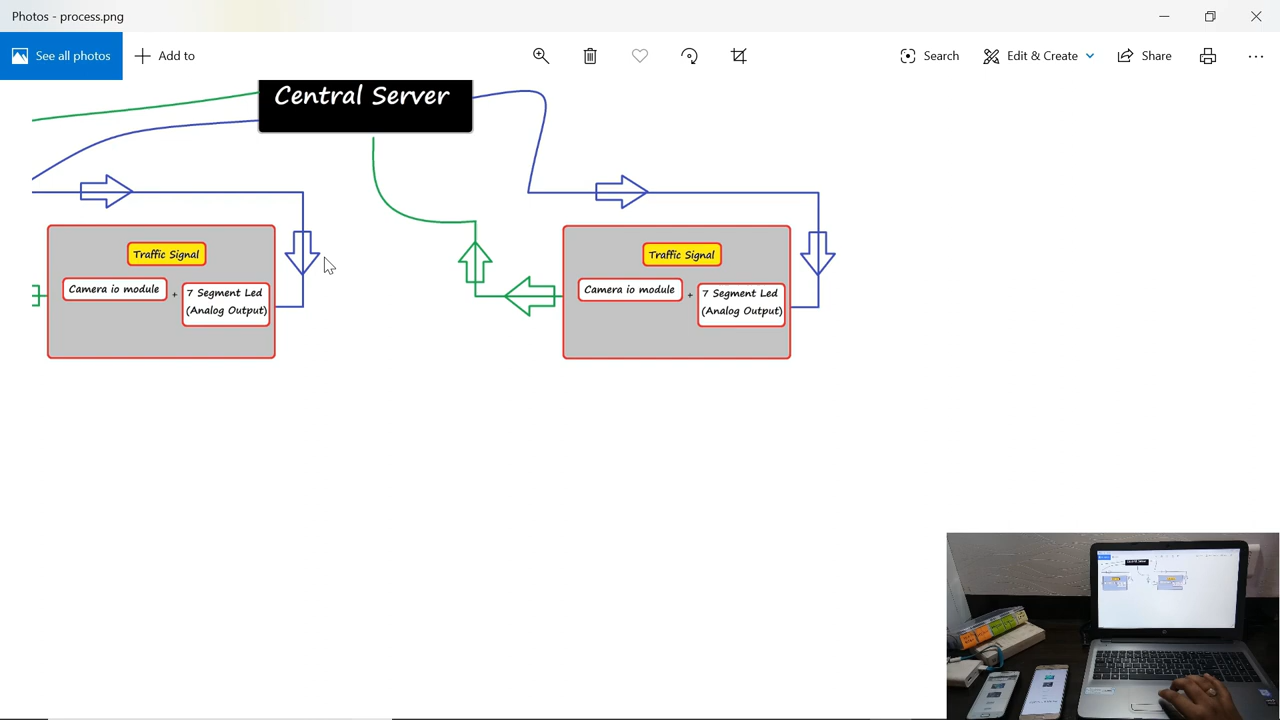 Photos - process.png
See all photos
Add to
Search
Edit & Create
Share
Central Server
Traffic Signal
Camera io module
+
7 Segment Led
(Analog Output)
Traffic Signal
Camera io module
+
7 Segment Led
(Analog Output)